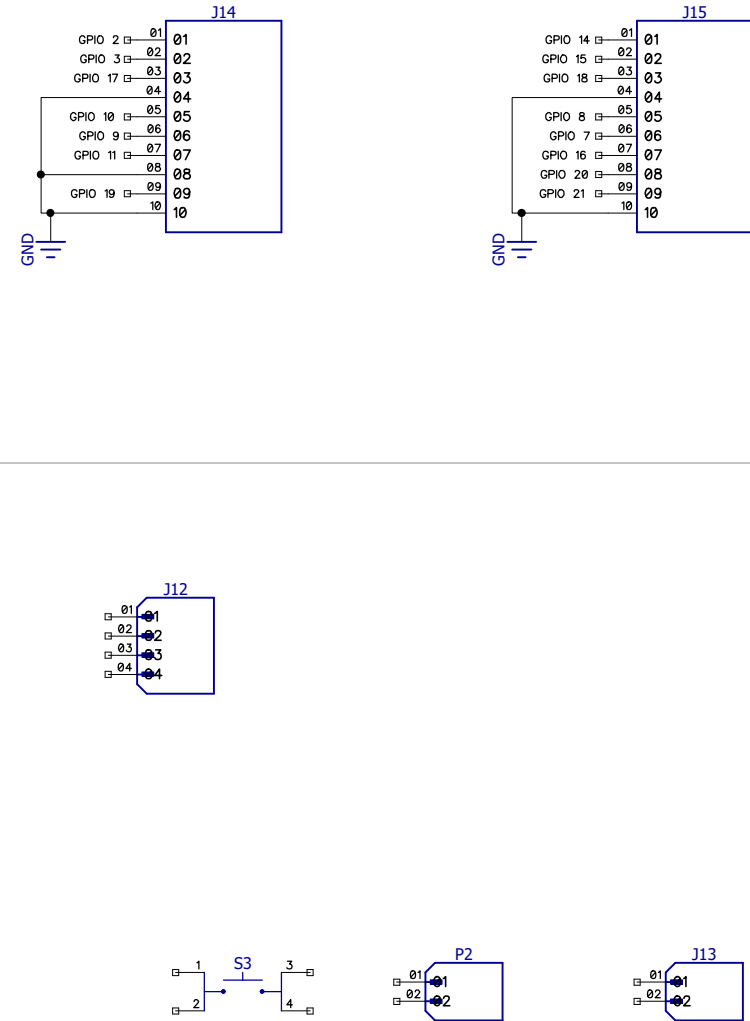 J14
GPIO 2 01 01
GPIO 3 02 02
GPIO 17 03 03
04 04
GPIO 10 05 05
GPIO 9 06 06
GPIO 11 07 07
08 08
GPIO 19 09 09
10 10
GND
J15
GPIO 14 01 01
GPIO 15 02 02
GPIO 18 03 03
04 04
GPIO 8 05 05
GPIO 7 06 06
GPIO 16 07 07
GPIO 20 08 08
GPIO 21 09 09
10 10
GND
J12
01 01
02 02
03 03
04 04
S3
1 3
2 4
P2
01 01
02 02
J13
01 01
02 02